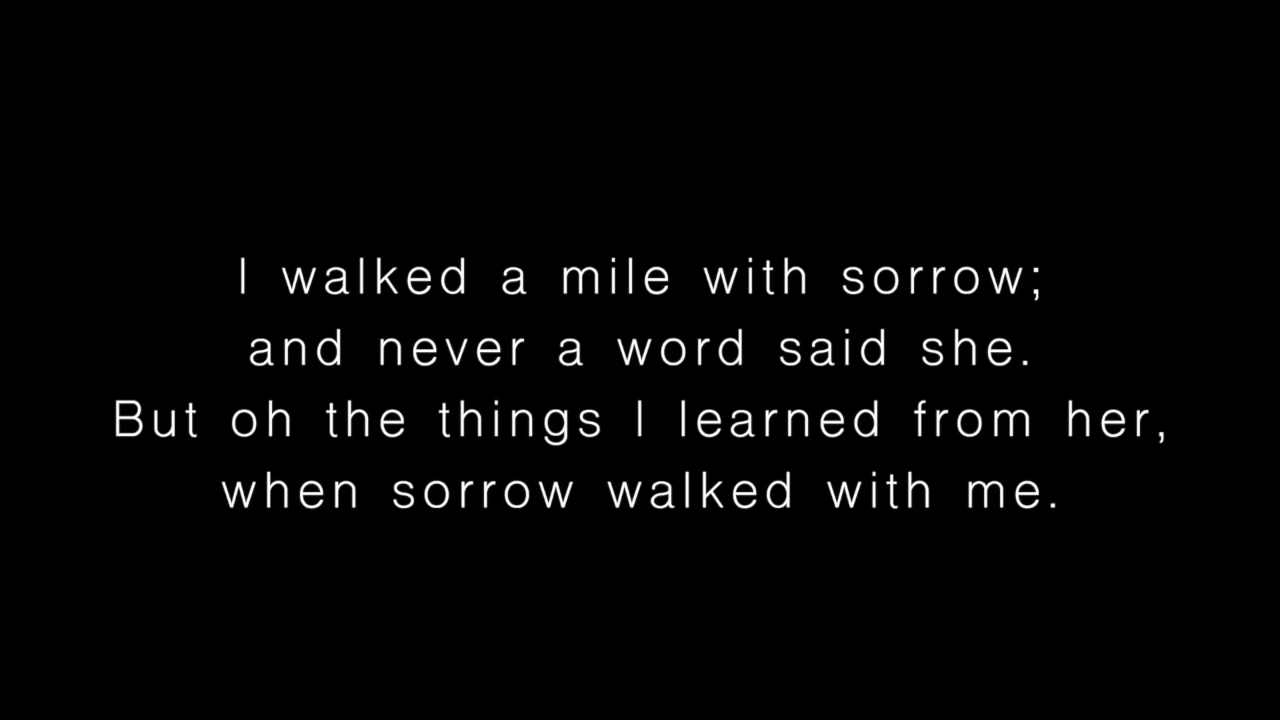 I walked a mile with sorrow;
and never a word said she.
But oh the things I learned from her,
when sorrow walked with me.